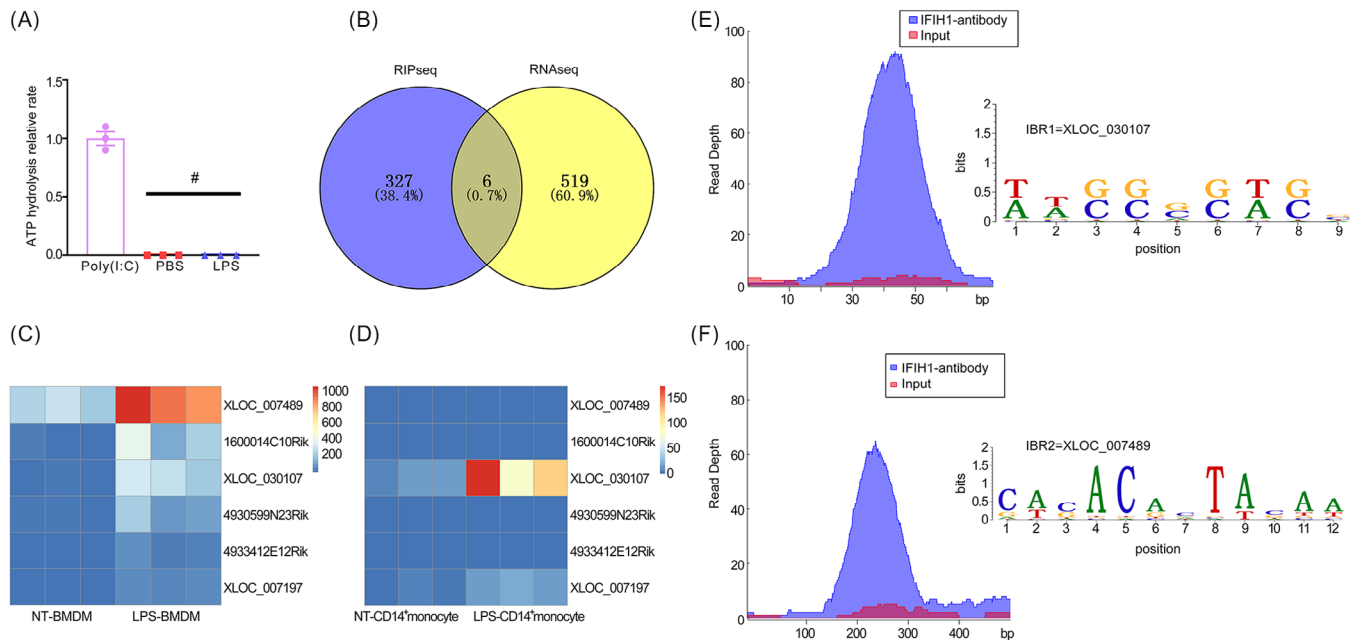 (A)
ATP hydrolysis relative rate
1.5
1.0
0.5
0.0
#
Poly(I:C) PBS LPS
(B)
RIPseq RNAseq
327 6 519
(38.4%) (0.7%) (60.9%)
(C)
1000
800
600
400
200
XLOC_007489
1600014C10Rik
XLOC_030107
4930599N23Rik
4933412E12Rik
XLOC_007197
NT-BMDM LPS-BMDM
(D)
150
100
50
0
XLOC_007489
1600014C10Rik
XLOC_030107
4930599N23Rik
4933412E12Rik
XLOC_007197
NT-CD14⁺monocyte LPS-CD14⁺monocyte
(E)
IFIH1-antibody
Input
Read Depth
100
80
60
40
20
0
10 30 50 bp
IBR1=XLOC_030107
bits
2
1.5
1
0.5
0
T T G G G G T G
A A C C C C A C
1 2 3 4 5 6 7 8 9
position
(F)
IFIH1-antibody
Input
Read Depth
100
80
60
40
20
0
200 400 bp
IBR2=XLOC_007489
bits
2
1.5
1
0.5
0
C A C A C A C T A C A A
1 2 3 4 5 6 7 8 9 10 11 12
position